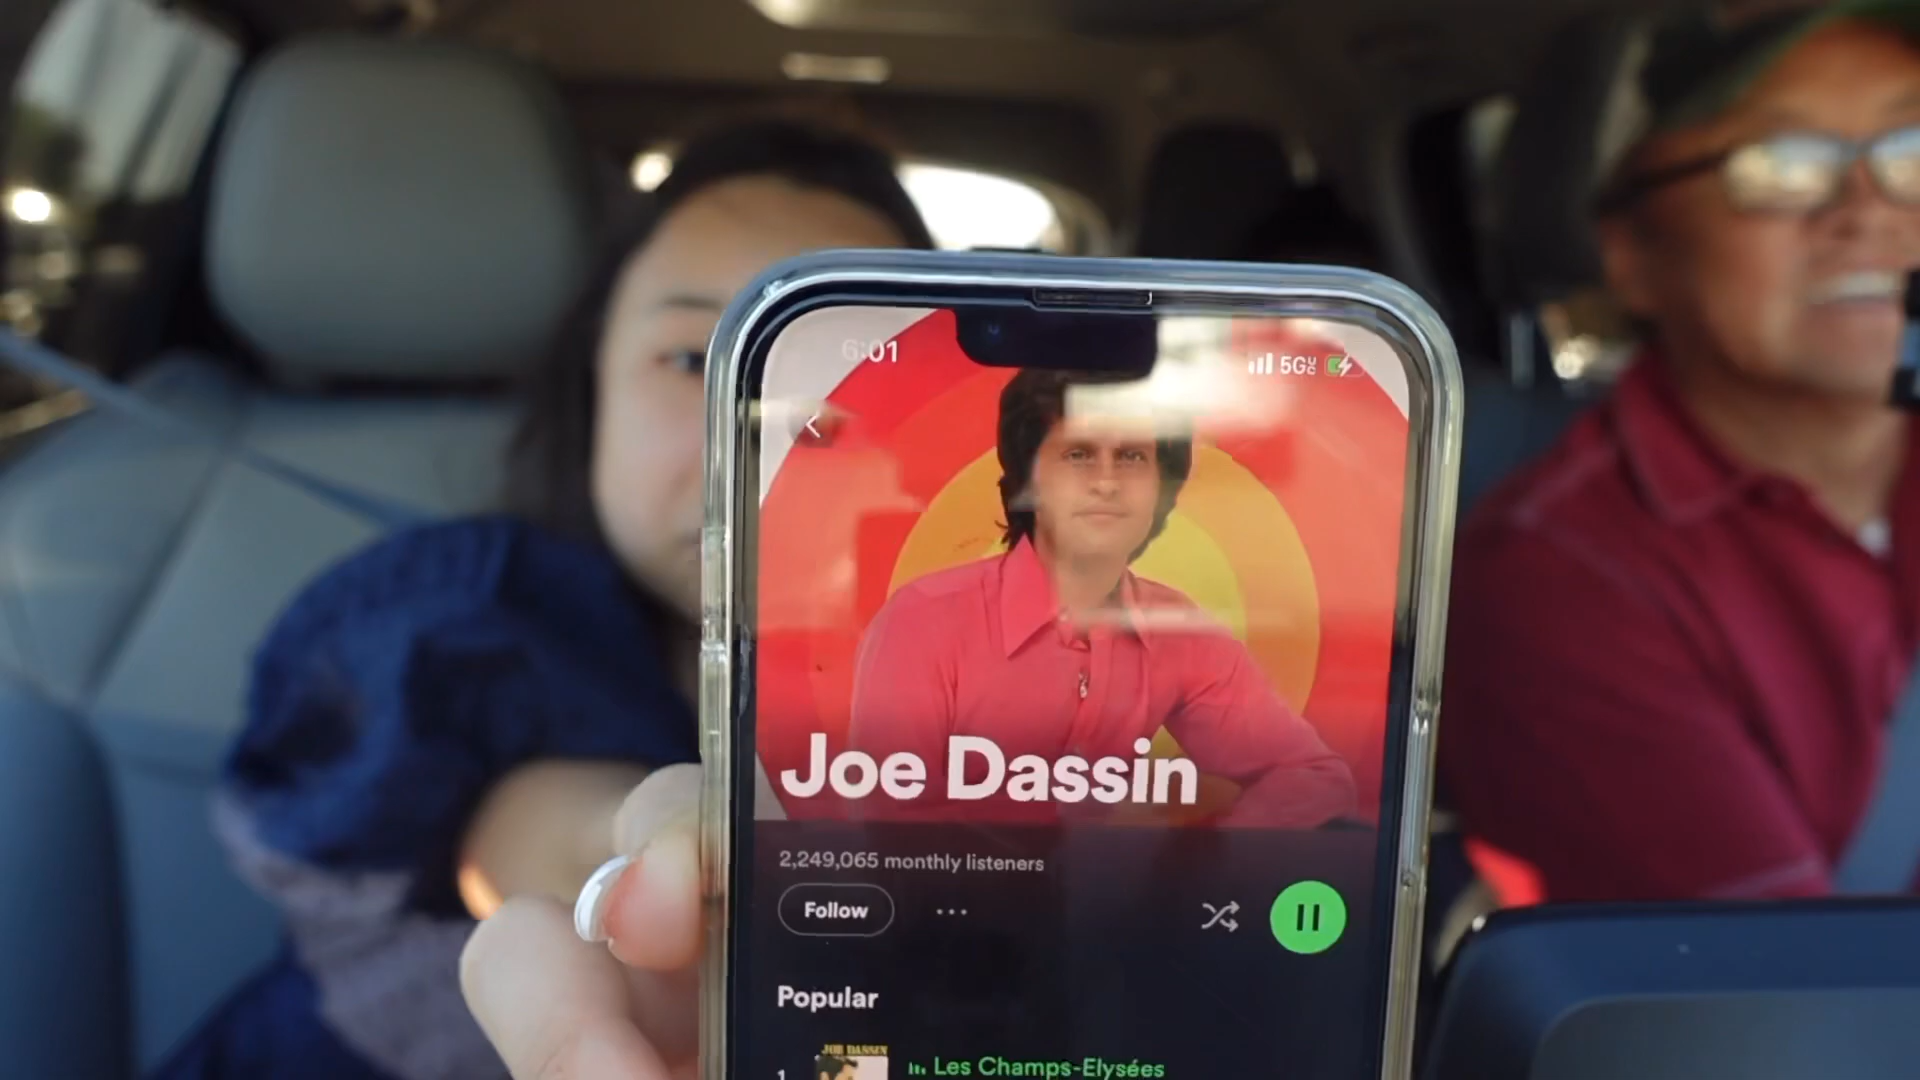 6:01
5G
Joe Dassin
2,249,065 monthly listeners
Follow
Popular
1
JOE DASSIN
Les Champs-Elysées